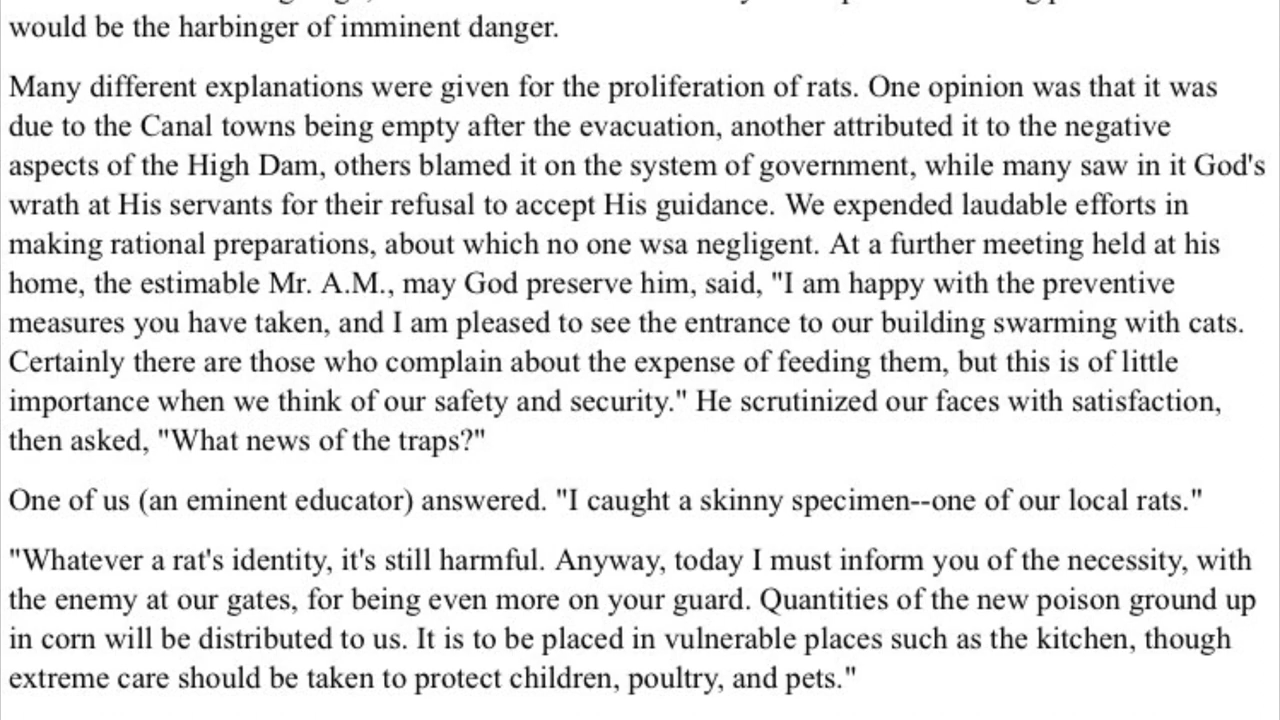 would be the harbinger of imminent danger.
Many different explanations were given for the proliferation of rats. One opinion was that it was
due to the Canal towns being empty after the evacuation, another attributed it to the negative
aspects of the High Dam, others blamed it on the system of government, while many saw in it God's
wrath at His servants for their refusal to accept His guidance. We expended laudable efforts in
making rational preparations, about which no one wsa negligent. At a further meeting held at his
home, the estimable Mr. A.M., may God preserve him, said, "I am happy with the preventive
measures you have taken, and I am pleased to see the entrance to our building swarming with cats.
Certainly there are those who complain about the expense of feeding them, but this is of little
importance when we think of our safety and security." He scrutinized our faces with satisfaction,
then asked, "What news of the traps?"
One of us (an eminent educator) answered. "I caught a skinny specimen--one of our local rats."
"Whatever a rat's identity, it's still harmful. Anyway, today I must inform you of the necessity, with
the enemy at our gates, for being even more on your guard. Quantities of the new poison ground up
in corn will be distributed to us. It is to be placed in vulnerable places such as the kitchen, though
extreme care should be taken to protect children, poultry, and pets."